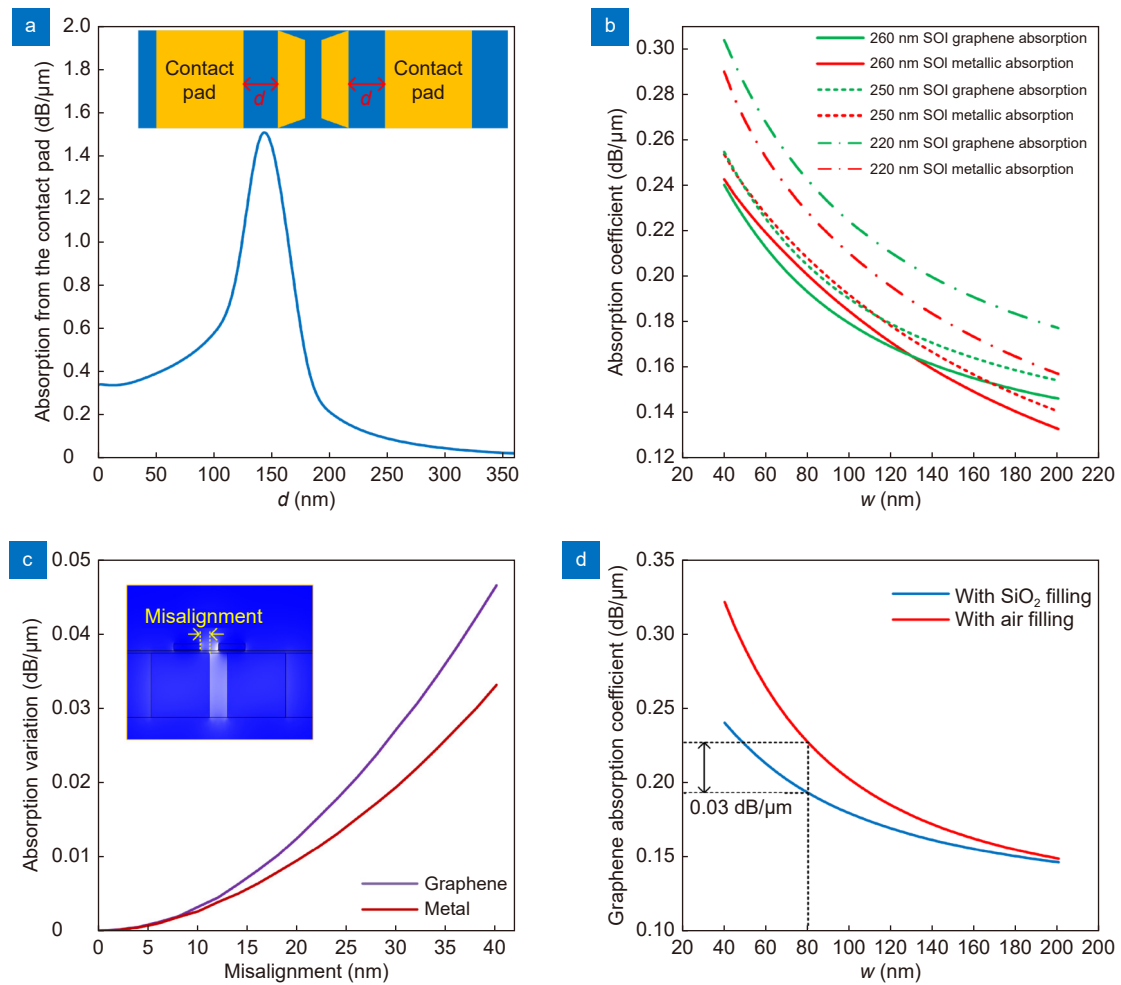 a
Absorption from the contact pad (dB/μm)
2.0
1.8
1.6
1.4
1.2
1.0
0.8
0.6
0.4
0.2
0
Contact
pad
d
d
Contact
pad
0 50 100 150 200 250 300 350
d (nm)
b
Absorption coefficient (dB/μm)
0.30
0.28
0.26
0.24
0.22
0.20
0.18
0.16
0.14
0.12
260 nm SOI graphene absorption
260 nm SOI metallic absorption
250 nm SOI graphene absorption
250 nm SOI metallic absorption
220 nm SOI graphene absorption
220 nm SOI metallic absorption
20 40 60 80 100 120 140 160 180 200 220
w (nm)
c
Absorption variation (dB/μm)
0.05
0.04
0.03
0.02
0.01
0
Misalignment
Graphene
Metal
0 5 10 15 20 25 30 35 40
Misalignment (nm)
d
Graphene absorption coefficient (dB/μm)
0.35
0.30
0.25
0.20
0.15
0.10
With SiO₂ filling
With air filling
0.03 dB/μm
20 40 60 80 100 120 140 160 180 200 220
w (nm)